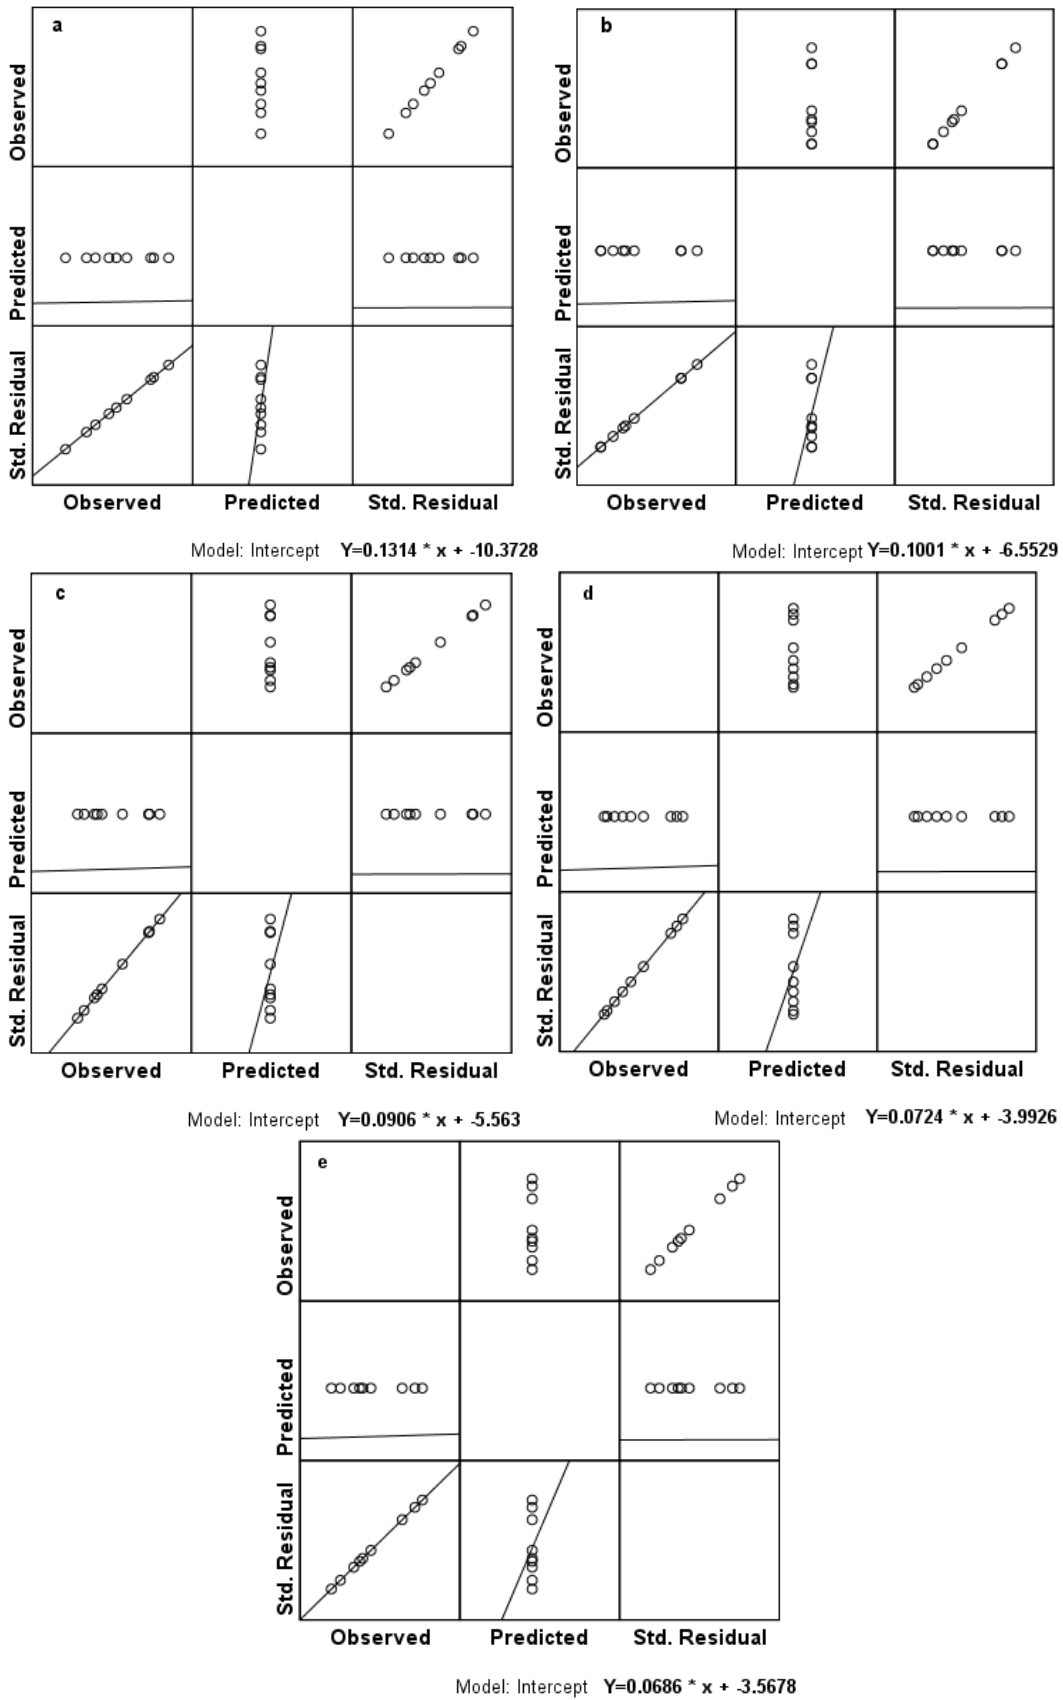 a
Observed
Predicted
Std. Residual
Observed Predicted Std. Residual
Model: Intercept Y=0.1314 * x + -10.3728
b
Observed
Predicted
Std. Residual
Observed Predicted Std. Residual
Model: Intercept Y=0.1001 * x + -6.5529
c
Observed
Predicted
Std. Residual
Observed Predicted Std. Residual
Model: Intercept Y=0.0906 * x + -5.563
d
Observed
Predicted
Std. Residual
Observed Predicted Std. Residual
Model: Intercept Y=0.0724 * x + -3.9926
e
Observed
Predicted
Std. Residual
Observed Predicted Std. Residual
Model: Intercept Y=0.0686 * x + -3.5678